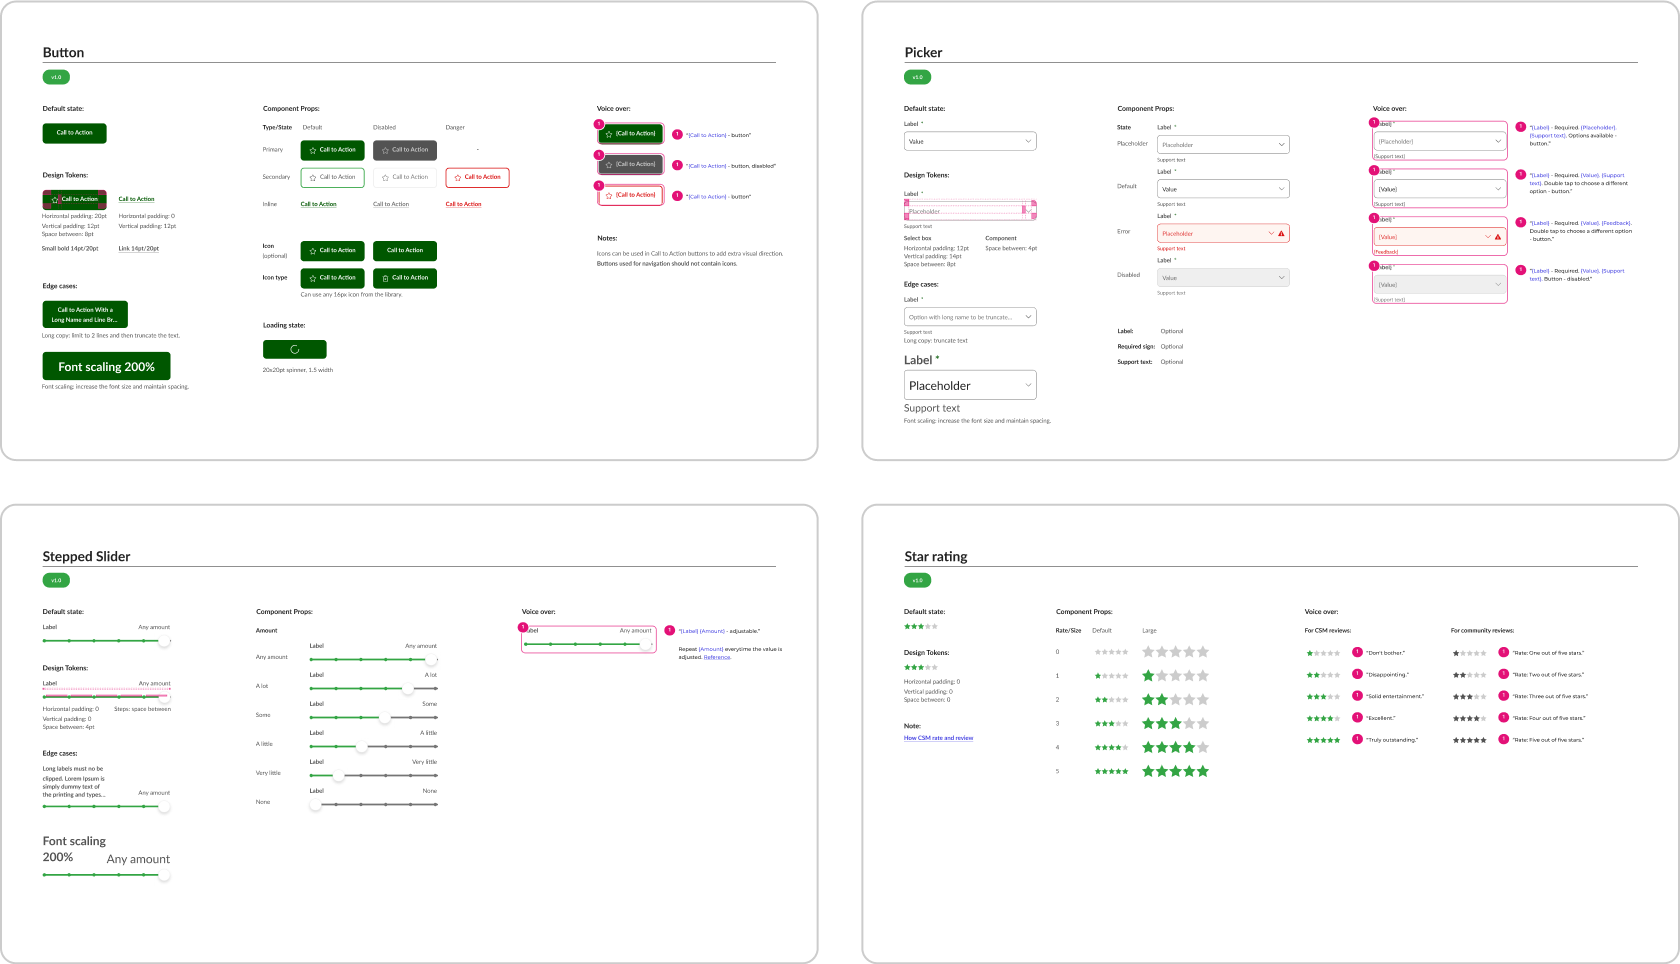 Button
v1.0
Default state:
Call to Action
Design Tokens:
Call to Action
Call to Action
Horizontal padding: 20pt
Vertical padding: 12pt
Space between: 8pt
Horizontal padding: 0
Vertical padding: 12pt
Small bold 14pt/20pt
Link 14pt/20pt
Edge cases:
Call to Action With a
Long Name and Line Br...
Long copy: limit to 2 lines and then truncate the text.
Font scaling 200%
Font scaling: increase the font size and maintain spacing.
Component Props:
Type/State Default Disabled Danger
Primary Call to Action Call to Action -
Secondary Call to Action Call to Action Call to Action
Inline Call to Action Call to Action Call to Action
Icon
(optional)
Call to Action Call to Action
Icon type Call to Action Call to Action
Can use any 16px icon from the library.
Loading state:
20x20pt spinner, 1.5 width
Voice over:
1 {Call to Action} 1 "{Call to Action} - button"
1 {Call to Action} 1 "{Call to Action} - button, disabled"
1 {Call to Action} 1 "{Call to Action} - button"
Notes:
Icons can be used in Call to Action buttons to add extra visual direction.
Buttons used for navigation should not contain icons.
Picker
v1.0
Default state:
Label *
Value
Design Tokens:
Label *
Placeholder
Support text
Select box
Horizontal padding: 12pt
Vertical padding: 14pt
Space between: 8pt
Component
Space between: 4pt
Edge cases:
Label *
Option with long name to be truncate...
Support text
Long copy: truncate text
Label *
Placeholder
Support text
Font scaling: increase the font size and maintain spacing.
Component Props:
State Label *
Placeholder Placeholder
Support text
Label *
Default Value
Support text
Label *
Error Placeholder
Support text
Label *
Disabled Value
Support text
Label: Optional
Required sign: Optional
Support text: Optional
Voice over:
1 {Placeholder}
{Support text}
1 "{Label} - Required. {Placeholder}.
{Support text}. Options available -
button."
1 {Value}
{Support text}
1 "{Label} - Required. {Value}. {Support
text}. Double tap to choose a different
option - button."
1 {Value}
{Feedback}
1 "{Label} - Required. {Value}. {Feedback}.
Double tap to choose a different option
- button."
1 {Value}
{Support text}
1 "{Label} - Required. {Value}. {Support
text}. Button - disabled."
Stepped Slider
v1.0
Default state:
Label Any amount
Design Tokens:
Label Any amount
Horizontal padding: 0
Vertical padding: 0
Space between: 4pt
Steps: space between
Edge cases:
Long labels must no be
clipped. Lorem Ipsum is
simply dummy text of
the printing and types...
Any amount
Font scaling
200% Any amount
Component Props:
Amount
Label Any amount
Any amount
Label A lot
A lot
Label Some
Some
Label A little
A little
Label Very little
Very little
Label None
None
Voice over:
1 Label Any amount
1 "{Label} {Amount} - adjustable."
Repeat {Amount} everytime the value is
adjusted. Reference.
Star rating
v1.0
Default state:
Design Tokens:
Horizontal padding: 0
Vertical padding: 0
Space between: 0
Note:
How CSM rate and review
Component Props:
Rate/Size Default Large
0
1
2
3
4
5
Voice over:
For CSM reviews:
1 "Don't bother."
1 "Disappointing."
1 "Solid entertainment."
1 "Excellent."
1 "Truly outstanding."
For community reviews:
1 "Rate: One out of five stars."
1 "Rate: Two out of five stars."
1 "Rate: Three out of five stars."
1 "Rate: Four out of five stars."
1 "Rate: Five out of five stars."